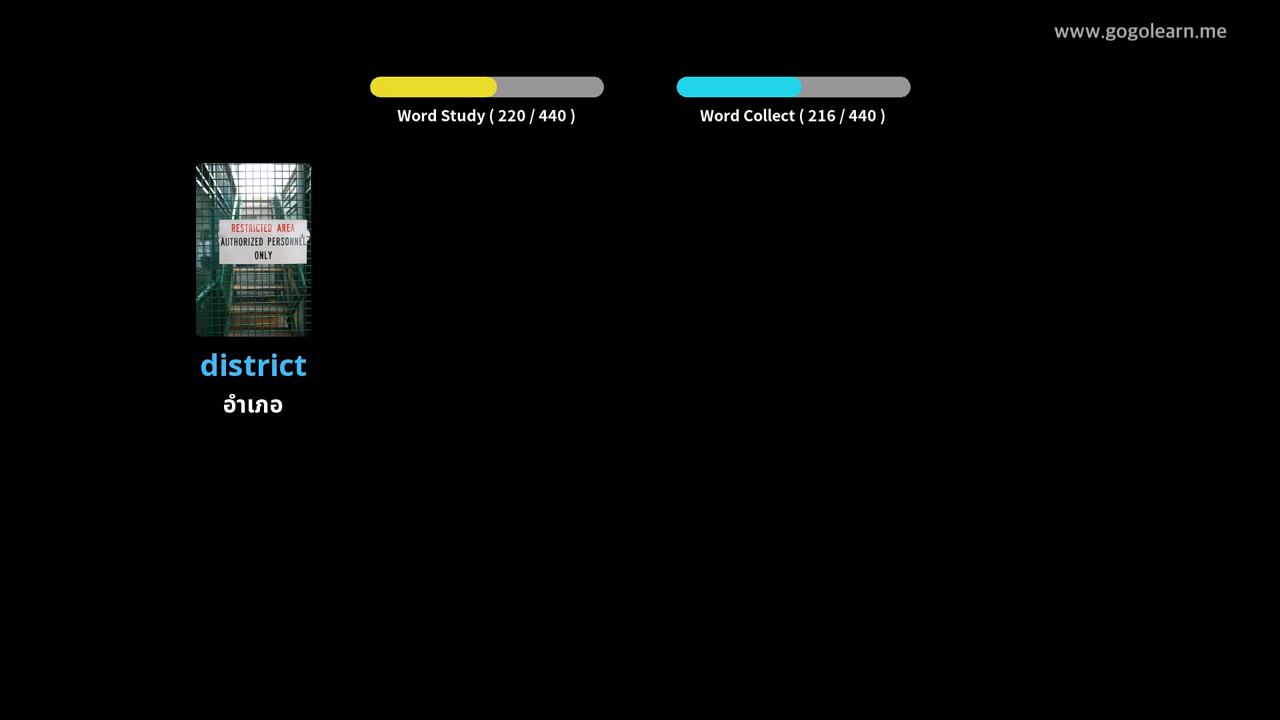 www.gogolearn.me
Word Study ( 220 / 440 )
Word Collect ( 216 / 440 )
RESTRICTED AREA
AUTHORIZED PERSONNEL
ONLY
district
อำเภอ